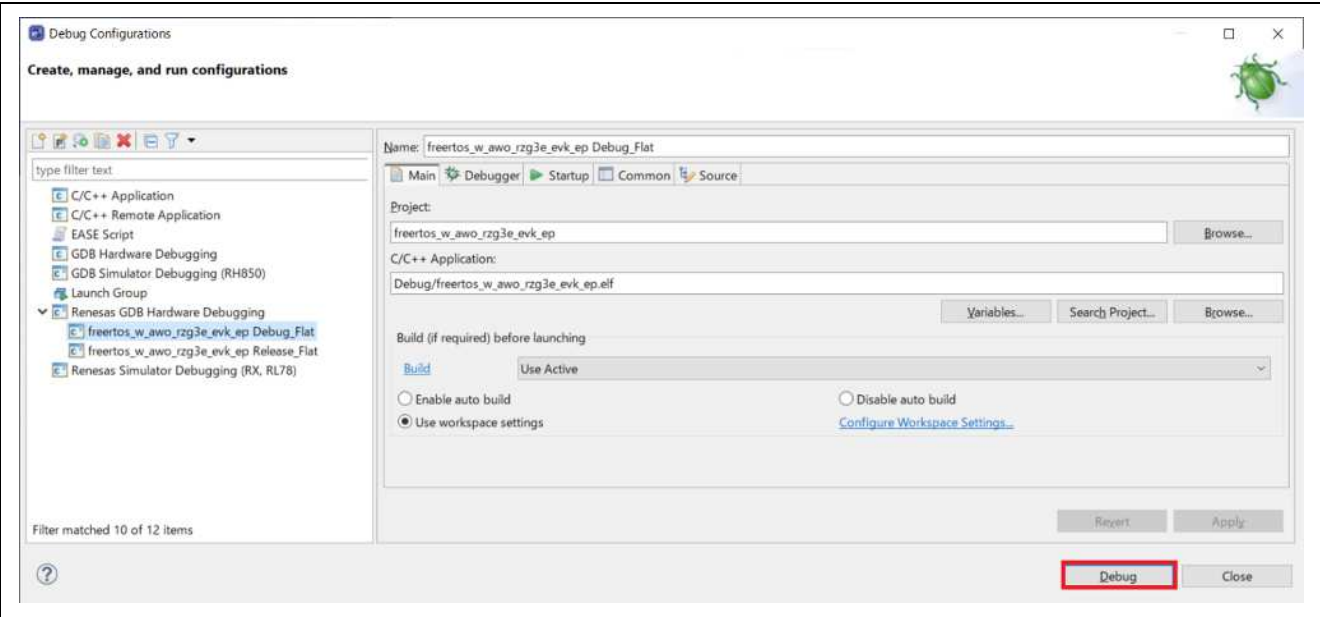 Debug Configurations
Create, manage, and run configurations
type filter text
C/C++ Application
C/C++ Remote Application
EASE Script
GDB Hardware Debugging
GDB Simulator Debugging (RH850)
Launch Group
Renesas GDB Hardware Debugging
freertos_w_awo_rzg3e_evk_ep Debug_Flat
freertos_w_awo_rzg3e_evk_ep Release_Flat
Renesas Simulator Debugging (RX, RL78)
Filter matched 10 of 12 items
Name: freertos_w_awo_rzg3e_evk_ep Debug_Flat
Main Debugger Startup Common Source
Project:
freertos_w_awo_rzg3e_evk_ep Browse...
C/C++ Application:
Debug/freertos_w_awo_rzg3e_evk_ep.elf
Variables... Search Project... Browse...
Build (if required) before launching
Build Use Active
Enable auto build Disable auto build
Use workspace settings Configure Workspace Settings...
Revert Apply
Debug Close